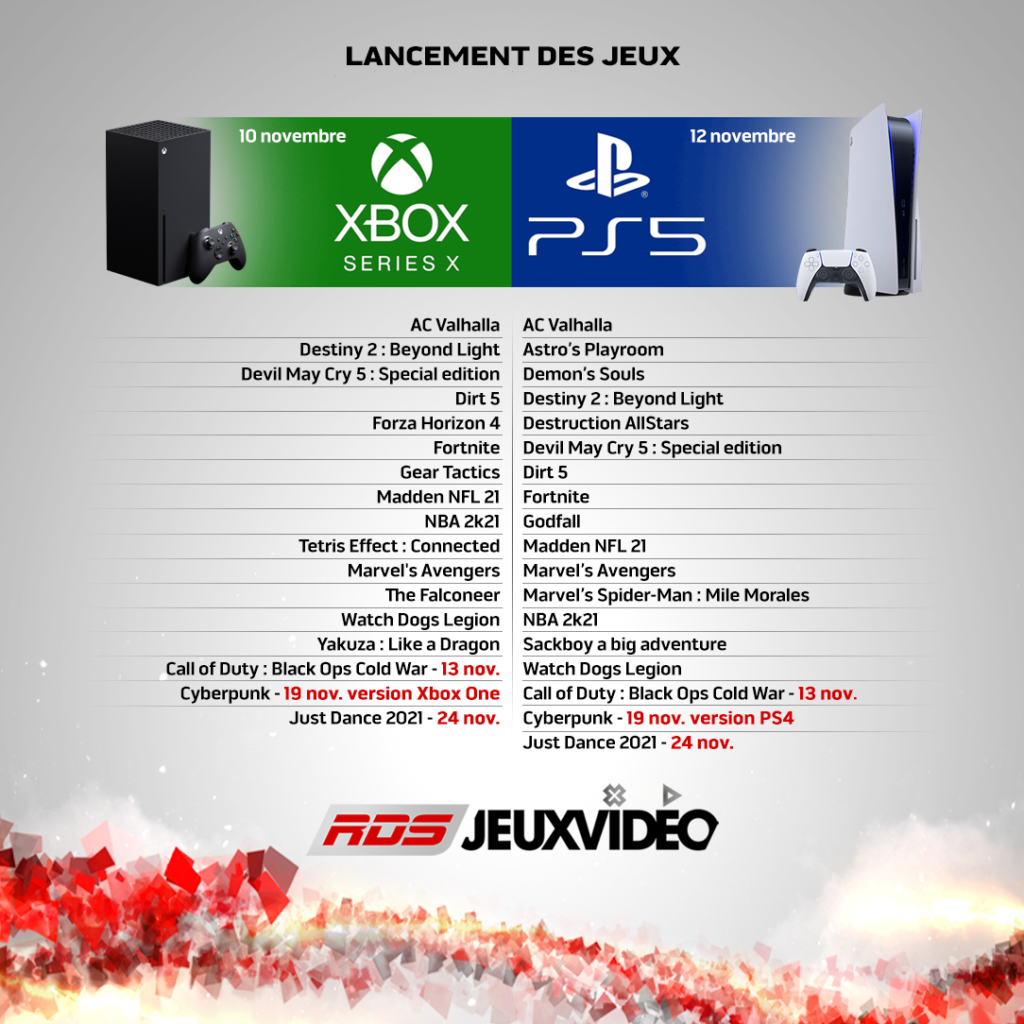 LANCEMENT DES JEUX
10 novembre
XBOX
SERIES X
12 novembre
PS5
AC Valhalla
Destiny 2 : Beyond Light
Devil May Cry 5 : Special edition
Dirt 5
Forza Horizon 4
Fortnite
Gear Tactics
Madden NFL 21
NBA 2k21
Tetris Effect : Connected
Marvel's Avengers
The Falconeer
Watch Dogs Legion
Yakuza : Like a Dragon
Call of Duty : Black Ops Cold War - 13 nov.
Cyberpunk - 19 nov. version Xbox One
Just Dance 2021 - 24 nov.
AC Valhalla
Astro’s Playroom
Demon’s Souls
Destiny 2 : Beyond Light
Destruction AllStars
Devil May Cry 5 : Special edition
Dirt 5
Fortnite
Godfall
Madden NFL 21
Marvel’s Avengers
Marvel’s Spider-Man : Mile Morales
NBA 2k21
Sackboy a big adventure
Watch Dogs Legion
Call of Duty : Black Ops Cold War - 13 nov.
Cyberpunk - 19 nov. version PS4
Just Dance 2021 - 24 nov.
RDS JEUXVIDÉO